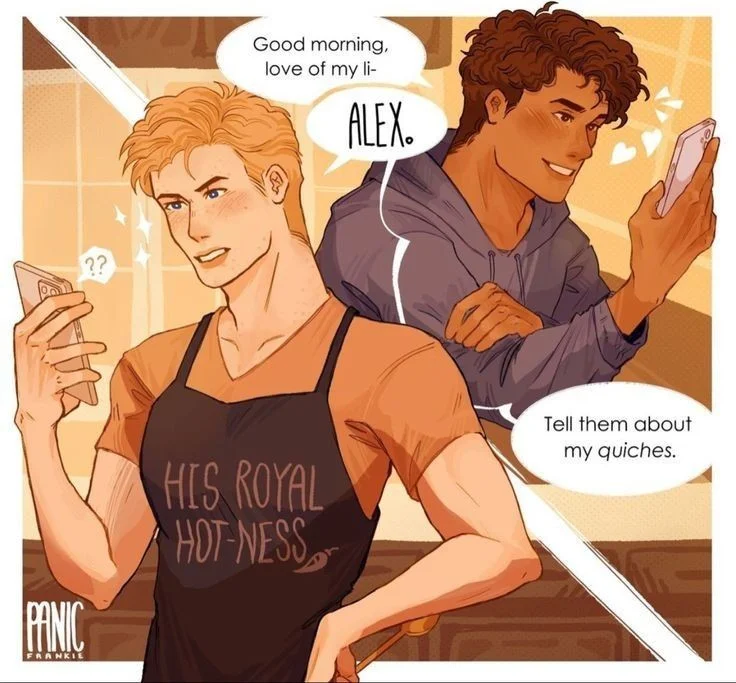 Good morning,
love of my li-
ALEX.
??
Tell them about
my quiches.
HIS ROYAL
HOT-NESS
PANIC
FRANKIE